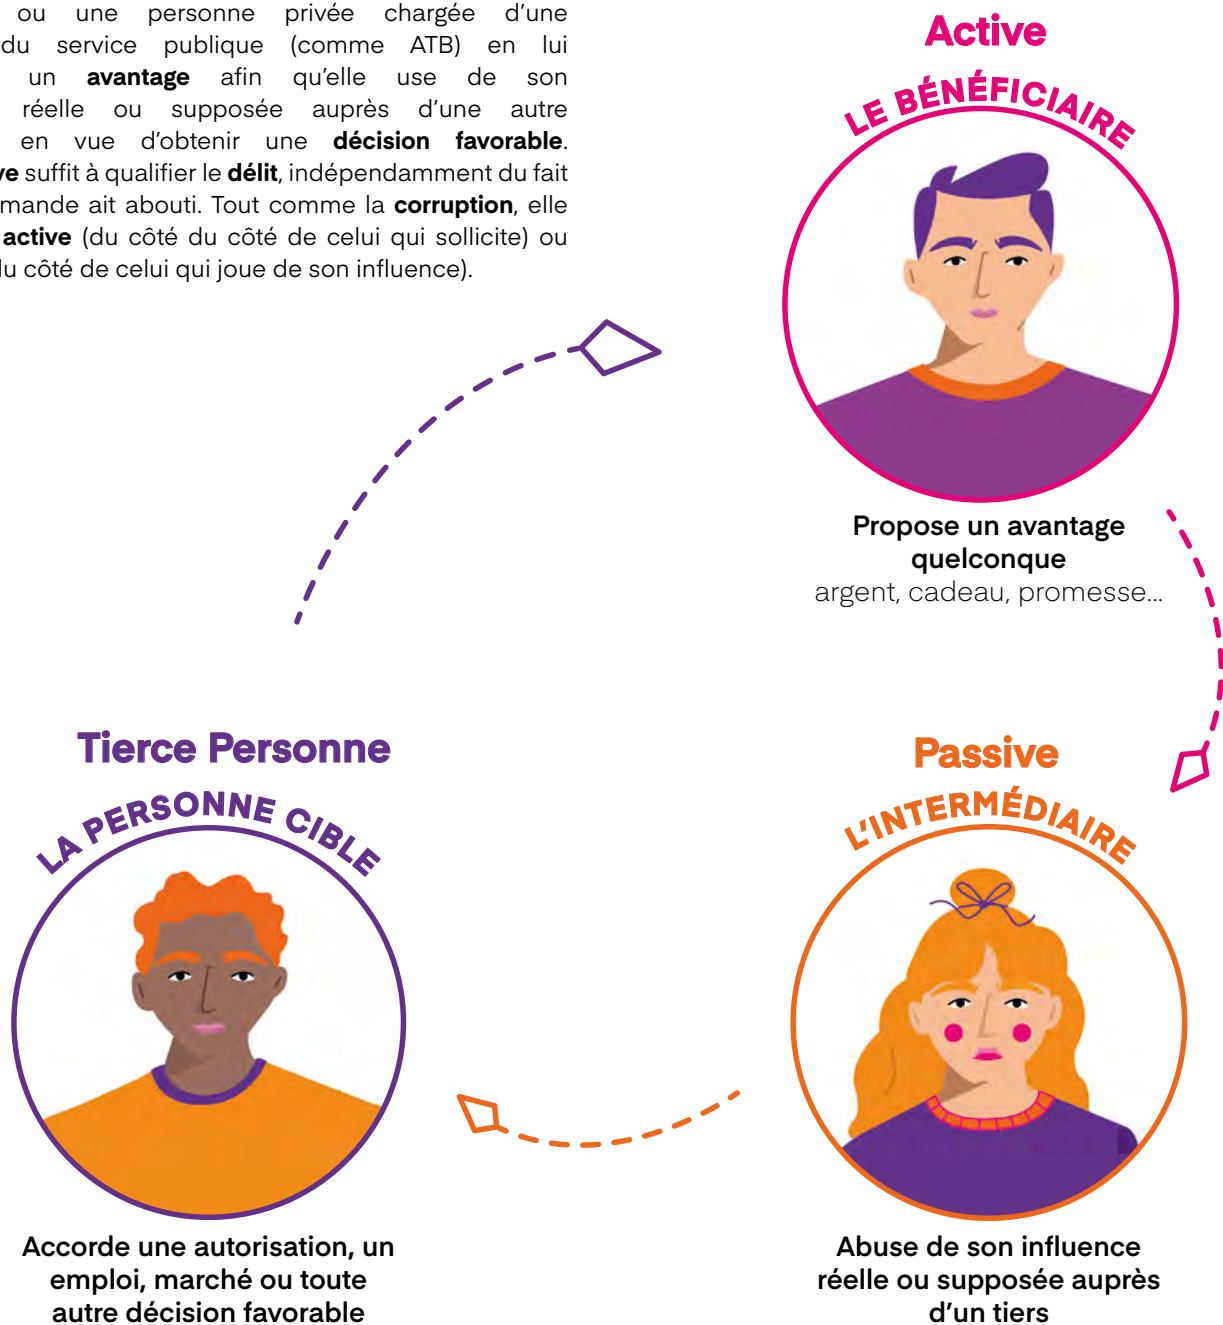 ou une personne privée chargée d'une
du service publique (comme ATB) en lui
un avantage afin qu'elle use de son
réelle ou supposée auprès d'une autre
en vue d'obtenir une décision favorable.
suffit à qualifier le délit, indépendamment du fait
ait abouti. Tout comme la corruption, elle
active (du côté du côté de celui qui sollicite) ou
du côté de celui qui joue de son influence).
Active
LE BÉNÉFICIAIRE
Propose un avantage
quelconque
argent, cadeau, promesse...
Tierce Personne
LA PERSONNE CIBLE
Accorde une autorisation, un
emploi, marché ou toute
autre décision favorable
Passive
L'INTERMÉDIAIRE
Abuse de son influence
réelle ou supposée auprès
d'un tiers